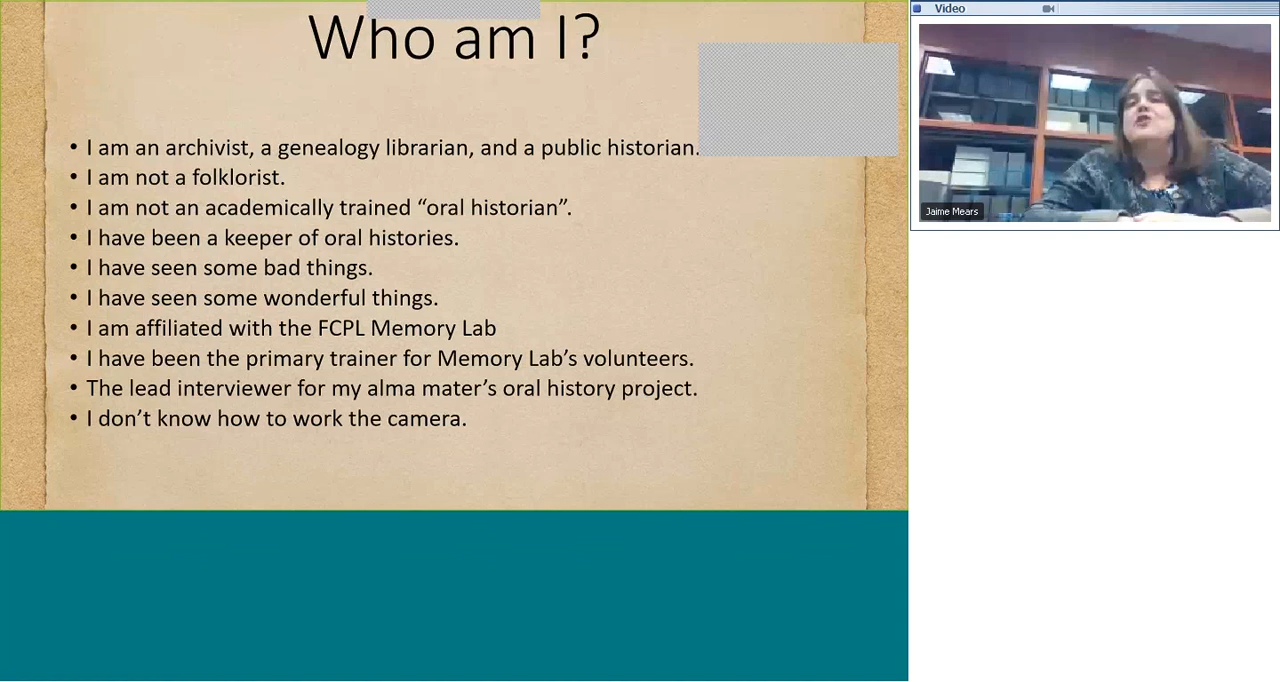 Who am I?
• I am an archivist, a genealogy librarian, and a public historian.
• I am not a folklorist.
• I am not an academically trained “oral historian”.
• I have been a keeper of oral histories.
• I have seen some bad things.
• I have seen some wonderful things.
• I am affiliated with the FCPL Memory Lab
• I have been the primary trainer for Memory Lab’s volunteers.
• The lead interviewer for my alma mater’s oral history project.
• I don’t know how to work the camera.
Video
Jaime Mears